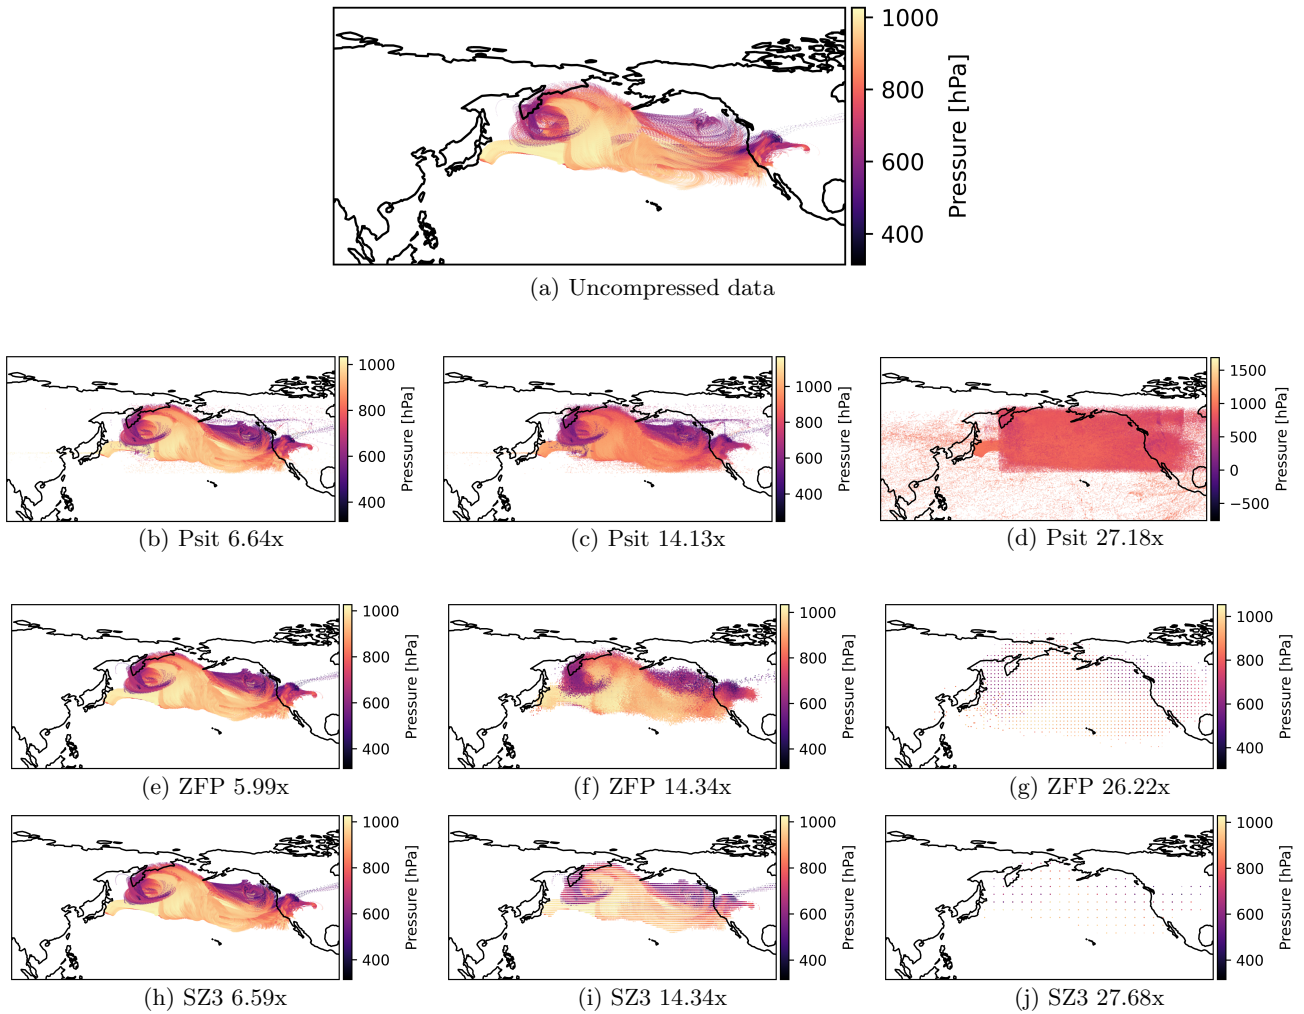 1000
800
600
400
Pressure [hPa]
(a) Uncompressed data
1000
800
600
400
Pressure [hPa]
1000
800
600
400
Pressure [hPa]
1500
1000
500
0
−500
Pressure [hPa]
(b) Psit 6.64x
(c) Psit 14.13x
(d) Psit 27.18x
1000
800
600
400
Pressure [hPa]
1000
800
600
400
Pressure [hPa]
1000
800
600
400
Pressure [hPa]
(e) ZFP 5.99x
(f) ZFP 14.34x
(g) ZFP 26.22x
1000
800
600
400
Pressure [hPa]
1000
800
600
400
Pressure [hPa]
1000
800
600
400
Pressure [hPa]
(h) SZ3 6.59x
(i) SZ3 14.34x
(j) SZ3 27.68x